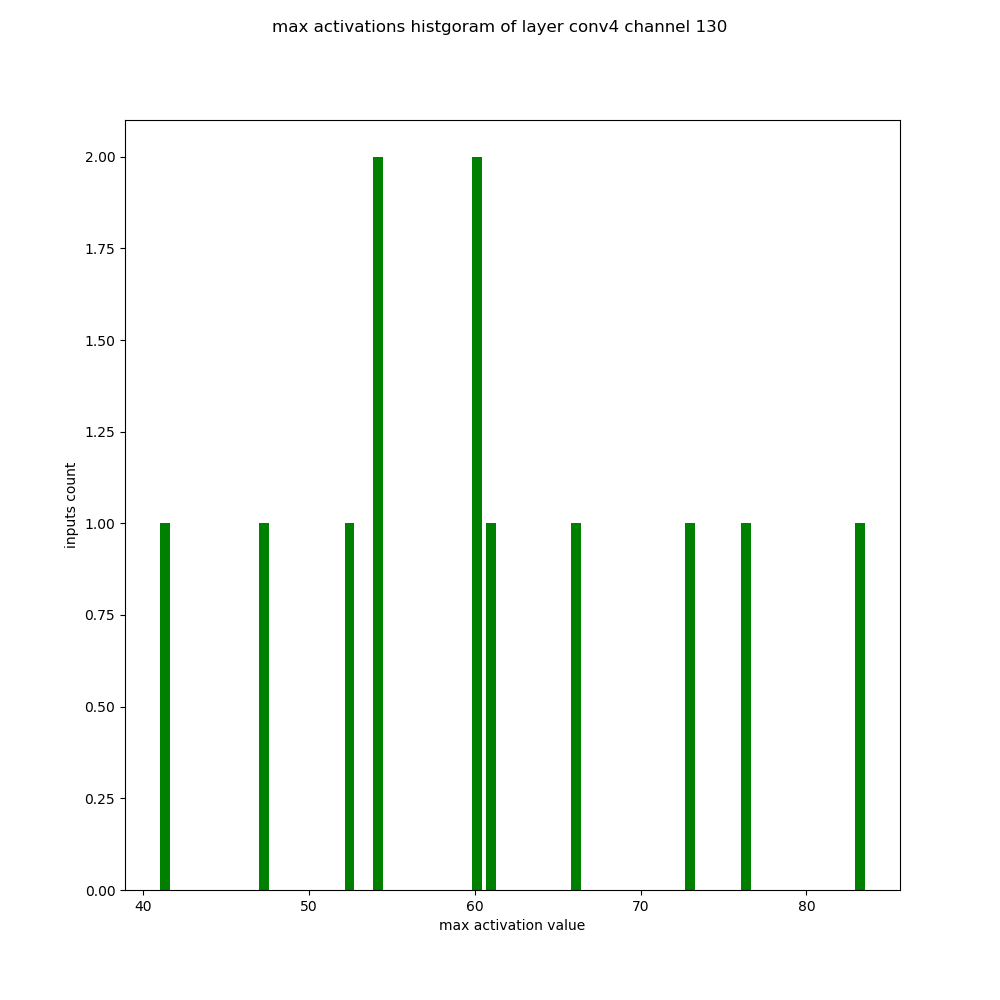 max activations histgoram of layer conv4 channel 130
2.00
1.75
1.50
1.25
1.00
0.75
0.50
0.25
0.00
inputs count
40 50 60 70 80
max activation value